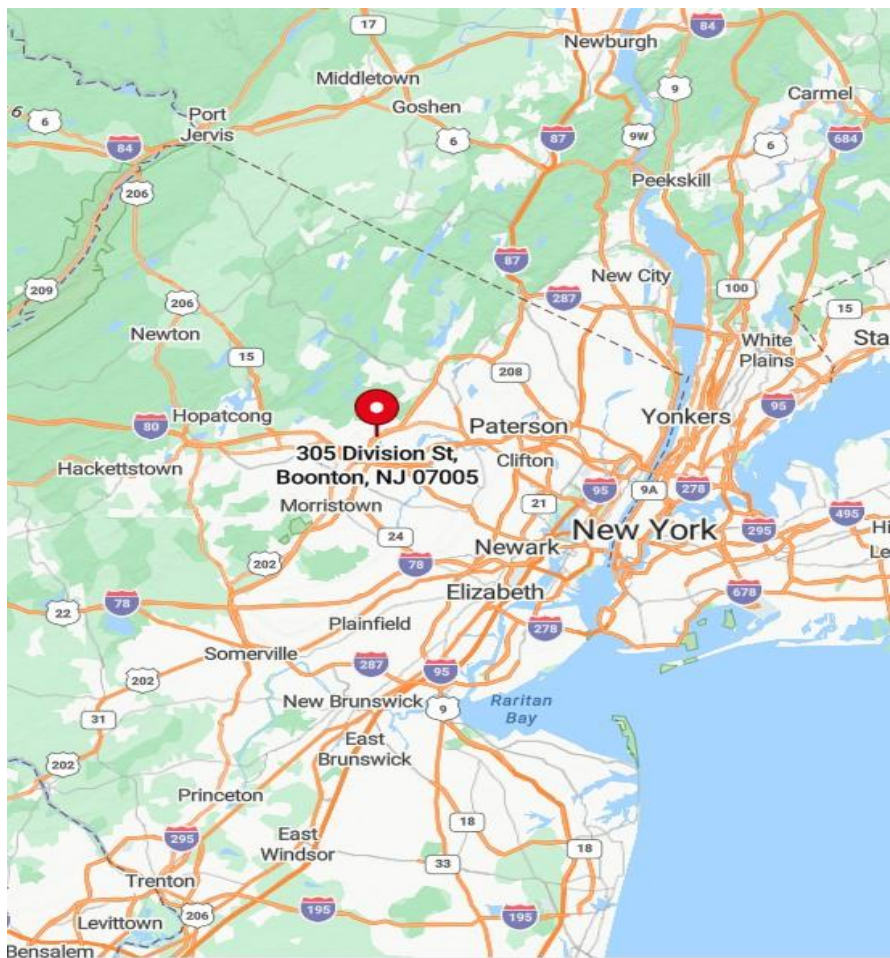 17
84
Newburgh
Middletown
Carmel
Goshen
9
6
6
Port
Jervis
9W
87
6
684
6
84
206
Peekskill
87
New City
209
287
100
206
15
Newton
White
Plains
Sta
15
208
95
Hopatcong
80
Paterson
Yonkers
305 Division St,
Boonton, NJ 07005
Clifton
Hackettstown
Morristown
95
9A
278
21
495
24
New York
295
Hi
Newark
Le
202
78
Elizabeth
678
78
22
Plainfield
278
Somerville
287
95
202
New Brunswick
9
Raritan
Bay
31
East
Brunswick
202
Princeton
18
295
East
Windsor
18
33
Trenton
Levittown
206
195
195
Bensalem